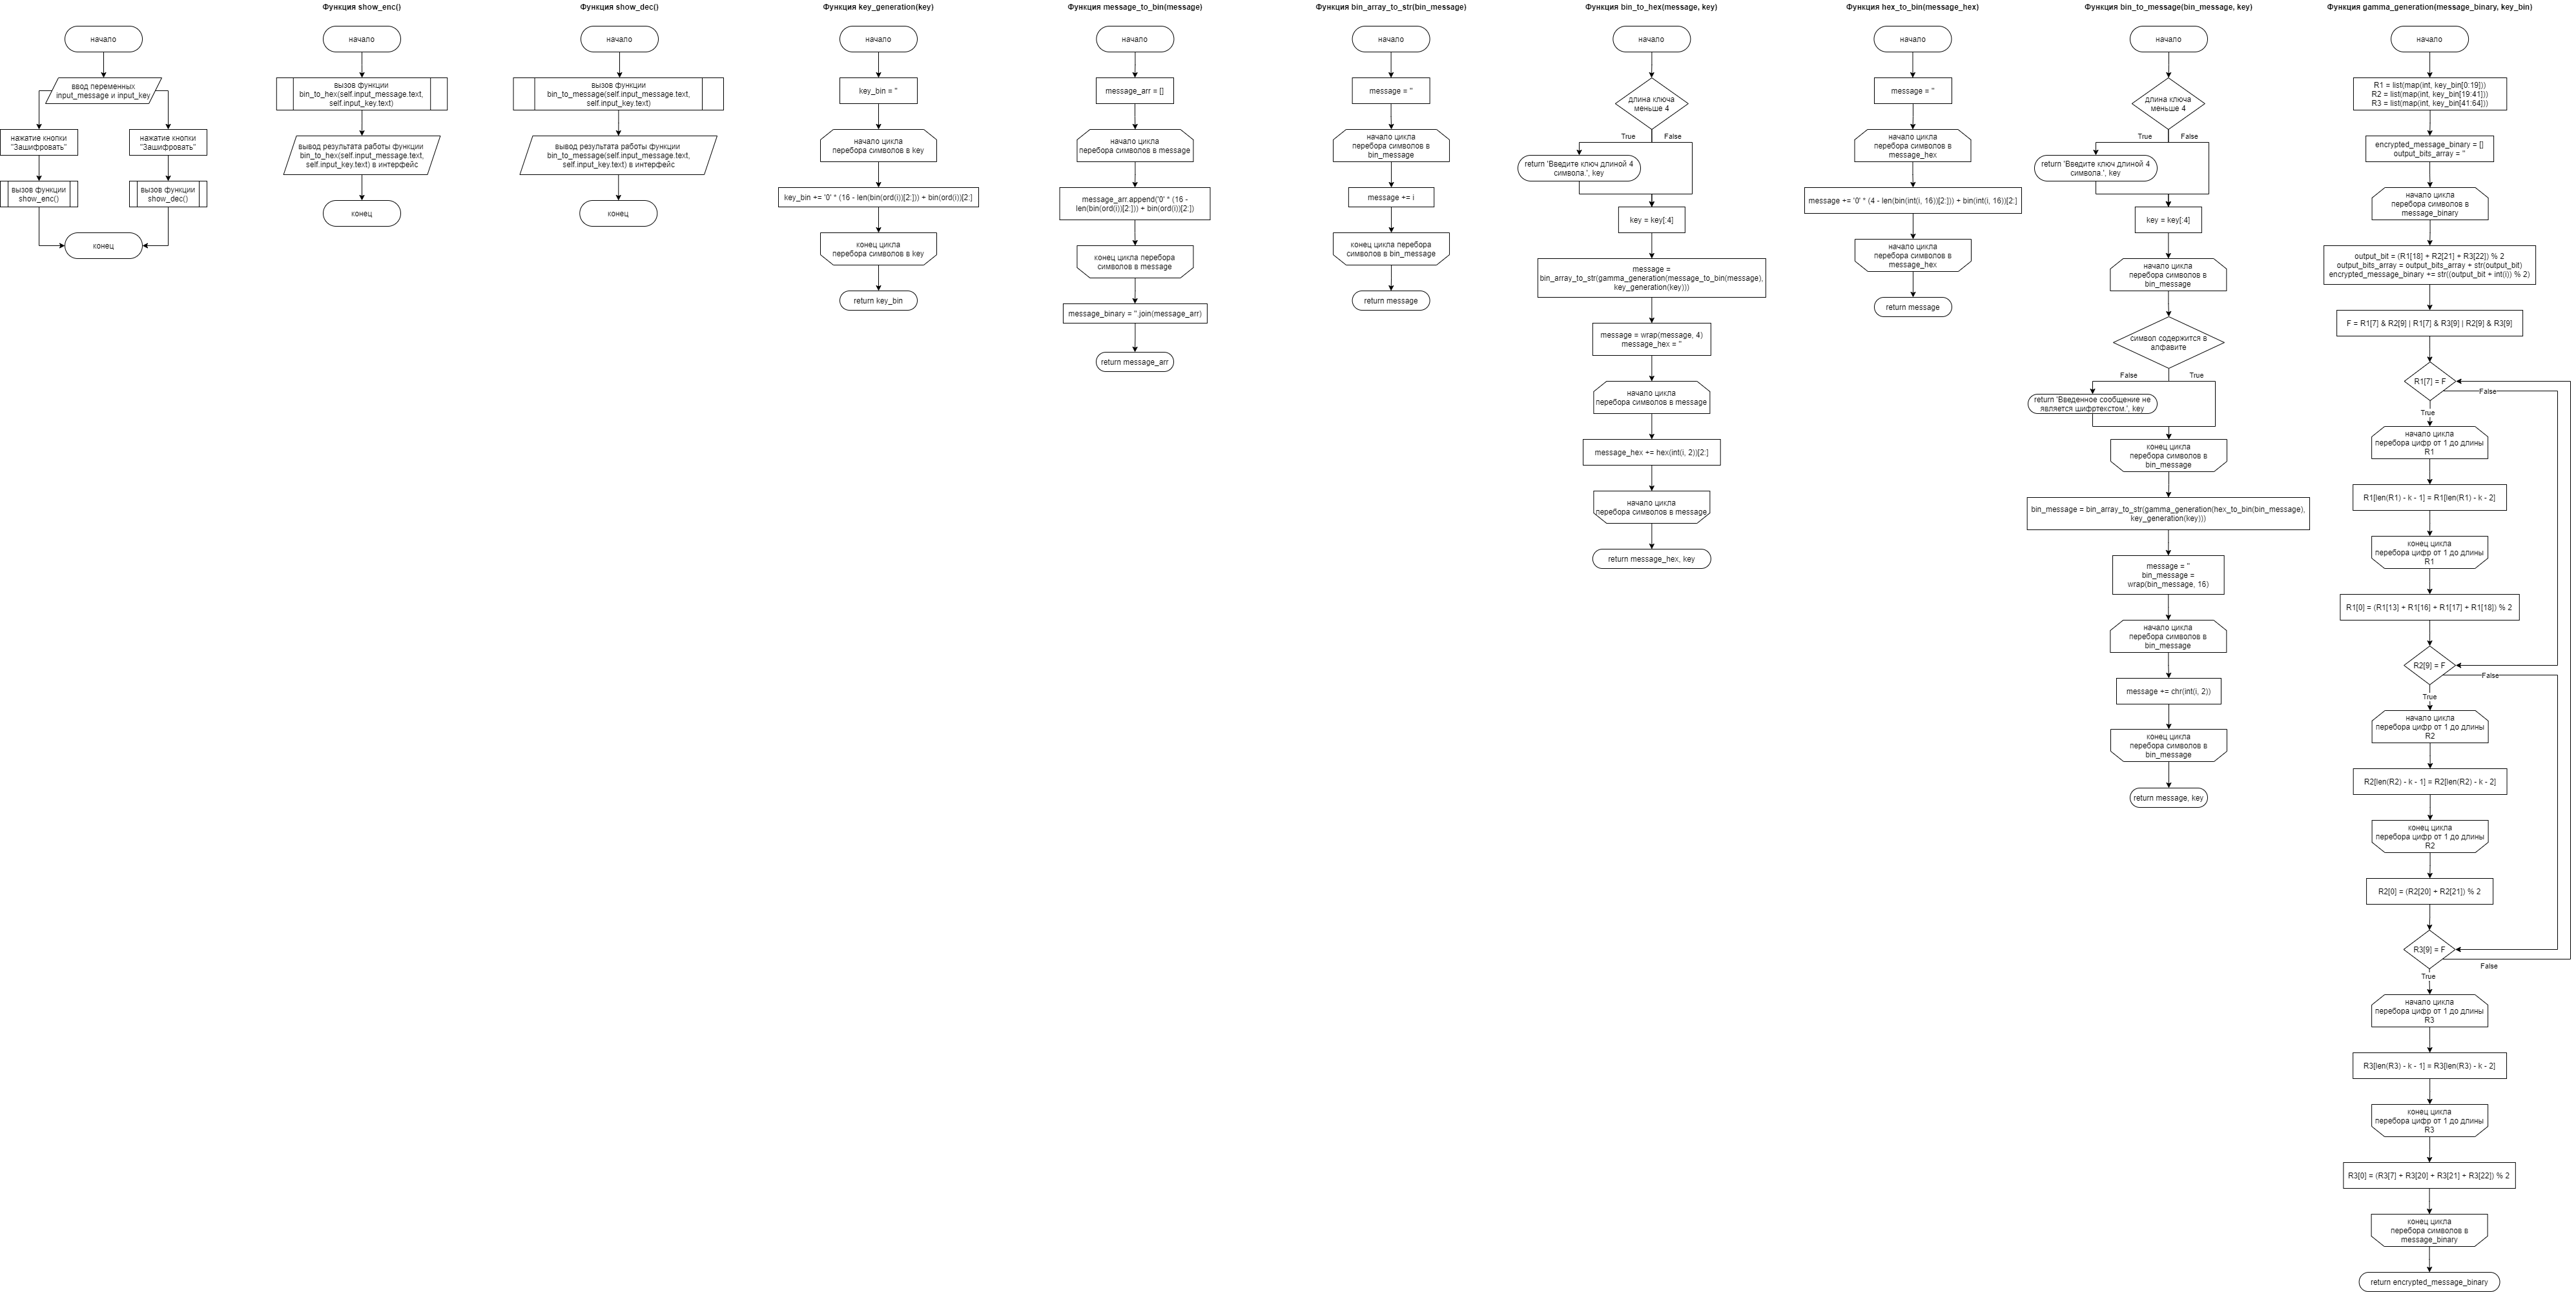 начало
ввод переменных
input_message и input_key
нажатие кнопки
"Зашифровать"
нажатие кнопки
"Зашифровать"
вызов функции
show_enc()
вызов функции
show_dec()
конец
Функция show_enc()
начало
вызов функции
bin_to_hex(self.input_message.text,
self.input_key.text)
вывод результата работы функции
bin_to_hex(self.input_message.text,
self.input_key.text) в интерфейс
конец
Функция show_dec()
начало
вызов функции
bin_to_message(self.input_message.text,
self.input_key.text)
вывод результата работы функции
bin_to_message(self.input_message.text,
self.input_key.text) в интерфейс
конец
Функция key_generation(key)
начало
key_bin = ''
начало цикла
перебора символов в key
key_bin += '0' * (16 - len(bin(ord(i))[2:])) + bin(ord(i))[2:]
конец цикла
перебора символов в key
return key_bin
Функция message_to_bin(message)
начало
message_arr = []
начало цикла
перебора символов в message
message_arr.append('0' * (16 -
len(bin(ord(i))[2:])) + bin(ord(i))[2:])
конец цикла перебора
символов в message
message_binary = ''.join(message_arr)
return message_arr
Функция bin_array_to_str(bin_message)
начало
message = ''
начало цикла
перебора символов в
bin_message
message += i
конец цикла перебора
символов в bin_message
return message
Функция bin_to_hex(message, key)
начало
длина ключа
меньше 4
True
False
return 'Введите ключ длиной 4
символа.', key
key = key[:4]
message =
bin_array_to_str(gamma_generation(message_to_bin(message),
key_generation(key)))
message = wrap(message, 4)
message_hex = ''
начало цикла
перебора символов в message
message_hex += hex(int(i, 2))[2:]
начало цикла
перебора символов в message
return message_hex, key
Функция hex_to_bin(message_hex)
начало
message = ''
начало цикла
перебора символов в
message_hex
message += '0' * (4 - len(bin(int(i, 16))[2:])) + bin(int(i, 16))[2:]
начало цикла
перебора символов в
message_hex
return message
Функция bin_to_message(bin_message, key)
начало
длина ключа
меньше 4
True
False
return 'Введите ключ длиной 4
символа.', key
key = key[:4]
начало цикла
перебора символов в
bin_message
символ содержится в
алфавите
False
True
return 'Введенное сообщение не
является шифртекстом.', key
конец цикла
перебора символов в
bin_message
bin_message = bin_array_to_str(gamma_generation(hex_to_bin(bin_message),
key_generation(key)))
message = ''
bin_message =
wrap(bin_message, 16)
начало цикла
перебора символов в
bin_message
message += chr(int(i, 2))
конец цикла
перебора символов в
bin_message
return message, key
Функция gamma_generation(message_binary, key_bin)
начало
R1 = list(map(int, key_bin[0:19]))
R2 = list(map(int, key_bin[19:41]))
R3 = list(map(int, key_bin[41:64]))
encrypted_message_binary = []
output_bits_array = ''
начало цикла
перебора символов в
message_binary
output_bit = (R1[18] + R2[21] + R3[22]) % 2
output_bits_array = output_bits_array + str(output_bit)
encrypted_message_binary += str((output_bit + int(i)) % 2)
F = R1[7] & R2[9] | R1[7] & R3[9] | R2[9] & R3[9]
R1[7] = F
False
True
начало цикла
перебора цифр от 1 до длины
R1
R1[len(R1) - k - 1] = R1[len(R1) - k - 2]
конец цикла
перебора цифр от 1 до длины
R1
R1[0] = (R1[13] + R1[16] + R1[17] + R1[18]) % 2
R2[9] = F
False
True
начало цикла
перебора цифр от 1 до длины
R2
R2[len(R2) - k - 1] = R2[len(R2) - k - 2]
конец цикла
перебора цифр от 1 до длины
R2
R2[0] = (R2[20] + R2[21]) % 2
R3[9] = F
False
True
начало цикла
перебора цифр от 1 до длины
R3
R3[len(R3) - k - 1] = R3[len(R3) - k - 2]
конец цикла
перебора цифр от 1 до длины
R3
R3[0] = (R3[7] + R3[20] + R3[21] + R3[22]) % 2
конец цикла
перебора символов в
message_binary
return encrypted_message_binary